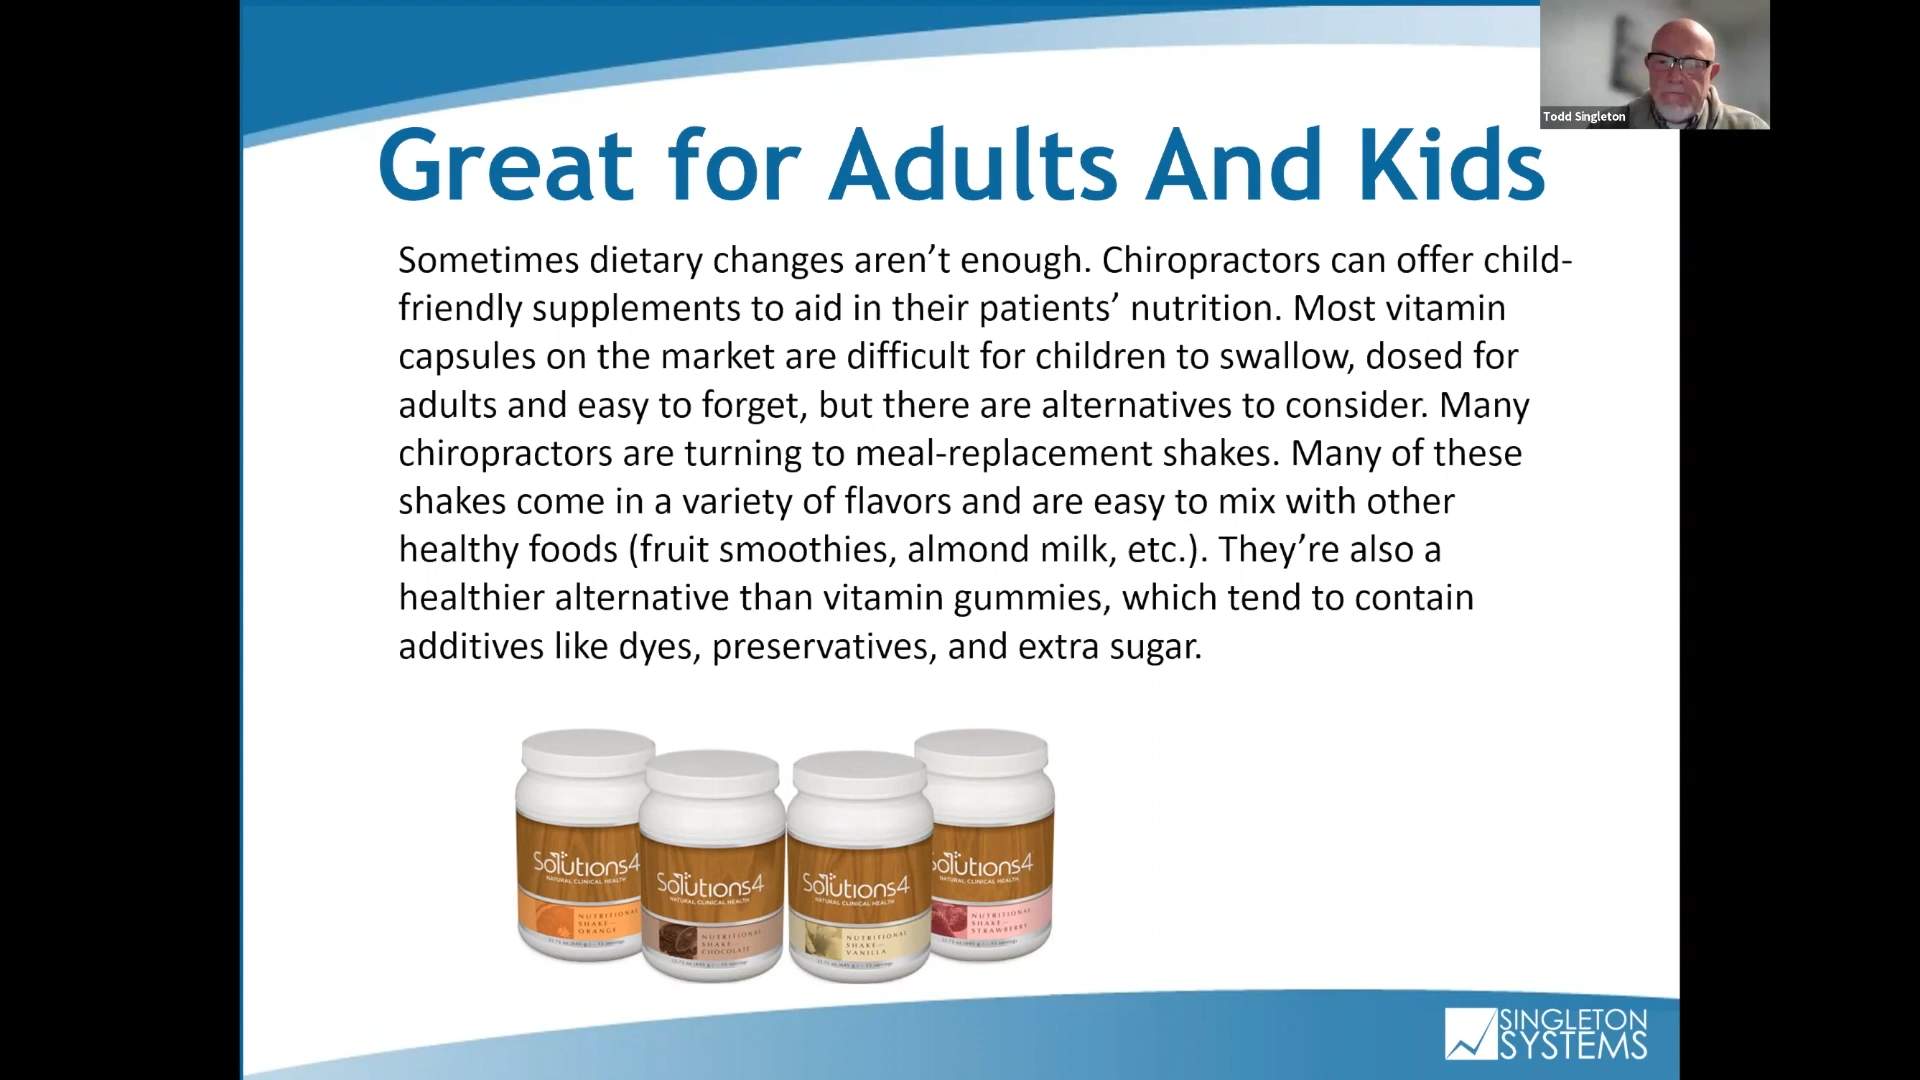 Todd Singleton
Great for Adults And Kids
Sometimes dietary changes aren’t enough. Chiropractors can offer child-
friendly supplements to aid in their patients’ nutrition. Most vitamin
capsules on the market are difficult for children to swallow, dosed for
adults and easy to forget, but there are alternatives to consider. Many
chiropractors are turning to meal-replacement shakes. Many of these
shakes come in a variety of flavors and are easy to mix with other
healthy foods (fruit smoothies, almond milk, etc.). They’re also a
healthier alternative than vitamin gummies, which tend to contain
additives like dyes, preservatives, and extra sugar.
Solutions4
NATURAL CLINICAL HEALTH
NUTRITIONAL
SHAKE—
ORANGE
Solutions4
NATURAL CLINICAL HEALTH
NUTRITIONAL
SHAKE—
CHOCOLATE
Solutions4
NATURAL CLINICAL HEALTH
NUTRITIONAL
SHAKE—
VANILLA
Solutions4
NATURAL CLINICAL HEALTH
NUTRITIONAL
SHAKE—
STRAWBERRY
SINGLETON
SYSTEMS